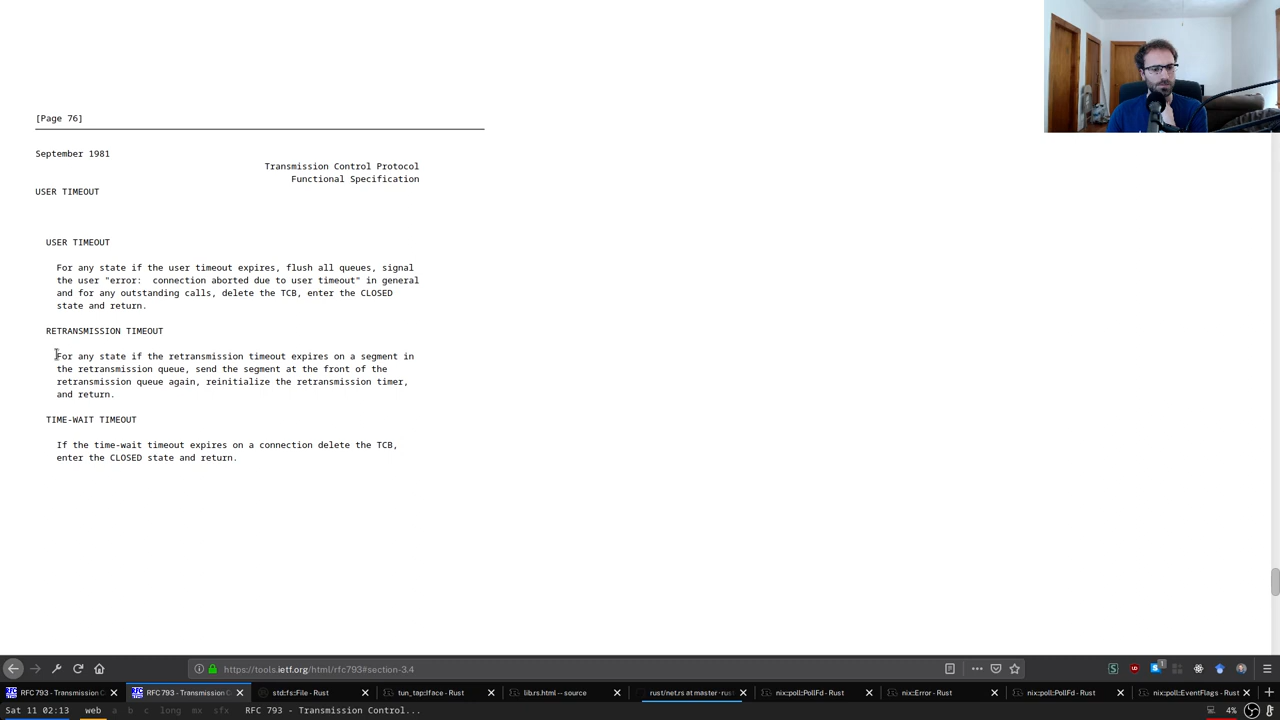 [Page 76]
September 1981
Transmission Control Protocol
Functional Specification
USER TIMEOUT
USER TIMEOUT
For any state if the user timeout expires, flush all queues, signal
the user "error:  connection aborted due to user timeout" in general
and for any outstanding calls, delete the TCB, enter the CLOSED
state and return.
RETRANSMISSION TIMEOUT
For any state if the retransmission timeout expires on a segment in
the retransmission queue, send the segment at the front of the
retransmission queue again, reinitialize the retransmission timer,
and return.
TIME-WAIT TIMEOUT
If the time-wait timeout expires on a connection delete the TCB,
enter the CLOSED state and return.
https://tools.ietf.org/html/rfc793#section-3.4
RFC 793 - Transmission C
RFC 793 - Transmission C
std::fs::File - Rust
tun_tap::Iface - Rust
lib.rs.html -- source
rust/net.rs at master · rus
nix::poll::PollFd - Rust
nix::Error - Rust
nix::poll::PollFd - Rust
nix::poll::EventFlags - Rust
Sat 11 02:13 web a b c long mx sfx RFC 793 - Transmission Control... 4%